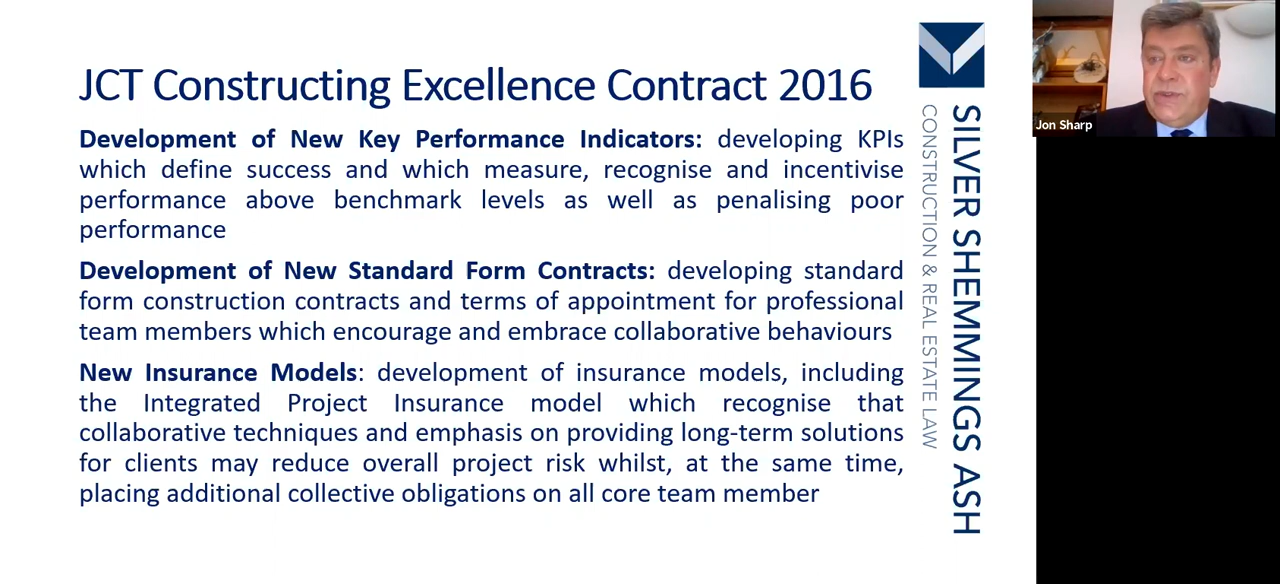 JCT Constructing Excellence Contract 2016
Development of New Key Performance Indicators: developing KPIs
which define success and which measure, recognise and incentivise
performance above benchmark levels as well as penalising poor
performance
Development of New Standard Form Contracts: developing standard
form construction contracts and terms of appointment for professional
team members which encourage and embrace collaborative behaviours
New Insurance Models: development of insurance models, including
the Integrated Project Insurance model which recognise that
collaborative techniques and emphasis on providing long-term solutions
for clients may reduce overall project risk whilst, at the same time,
placing additional collective obligations on all core team member
SILVER SHEMMINGS ASH
CONSTRUCTION & REAL ESTATE LAW
Jon Sharp